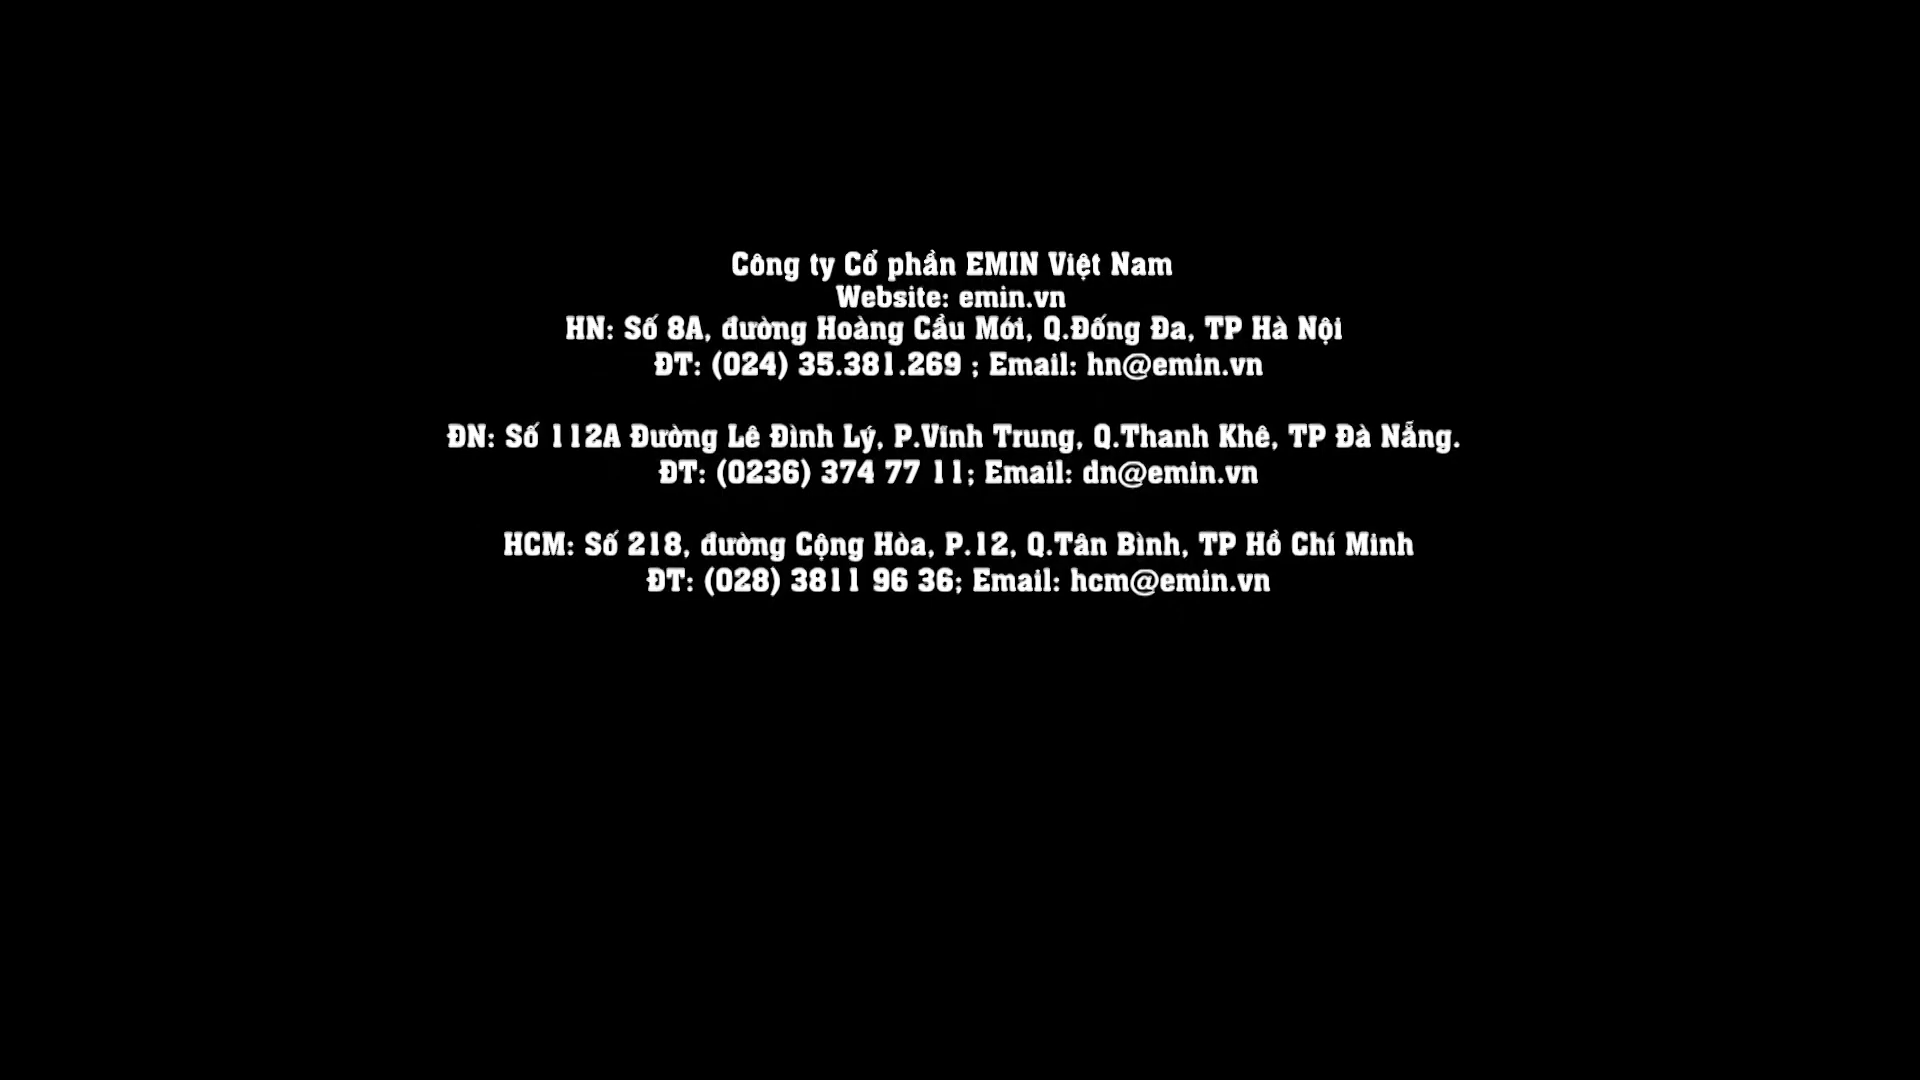 Công ty Cổ phần EMIN Việt Nam
Website: emin.vn
HN: Số 8A, đường Hoàng Cầu Mới, Q.Đống Đa, TP Hà Nội
ĐT: (024) 35.381.269 ; Email: hn@emin.vn
ĐN: Số 112A Đường Lê Đình Lý, P.Vĩnh Trung, Q.Thanh Khê, TP Đà Nẵng.
ĐT: (0236) 374 77 11; Email: dn@emin.vn
HCM: Số 218, đường Cộng Hòa, P.12, Q.Tân Bình, TP Hồ Chí Minh
ĐT: (028) 3811 96 36; Email: hcm@emin.vn